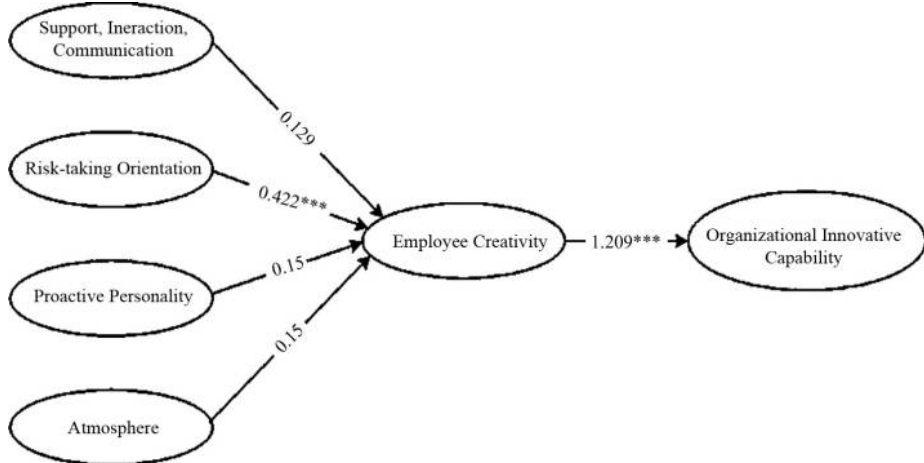 Support, Ineraction,
Communication
0.129
Risk-taking Orientation
0.422***
Employee Creativity
1.209***
Organizational Innovative
Capability
0.15
Proactive Personality
0.15
Atmosphere